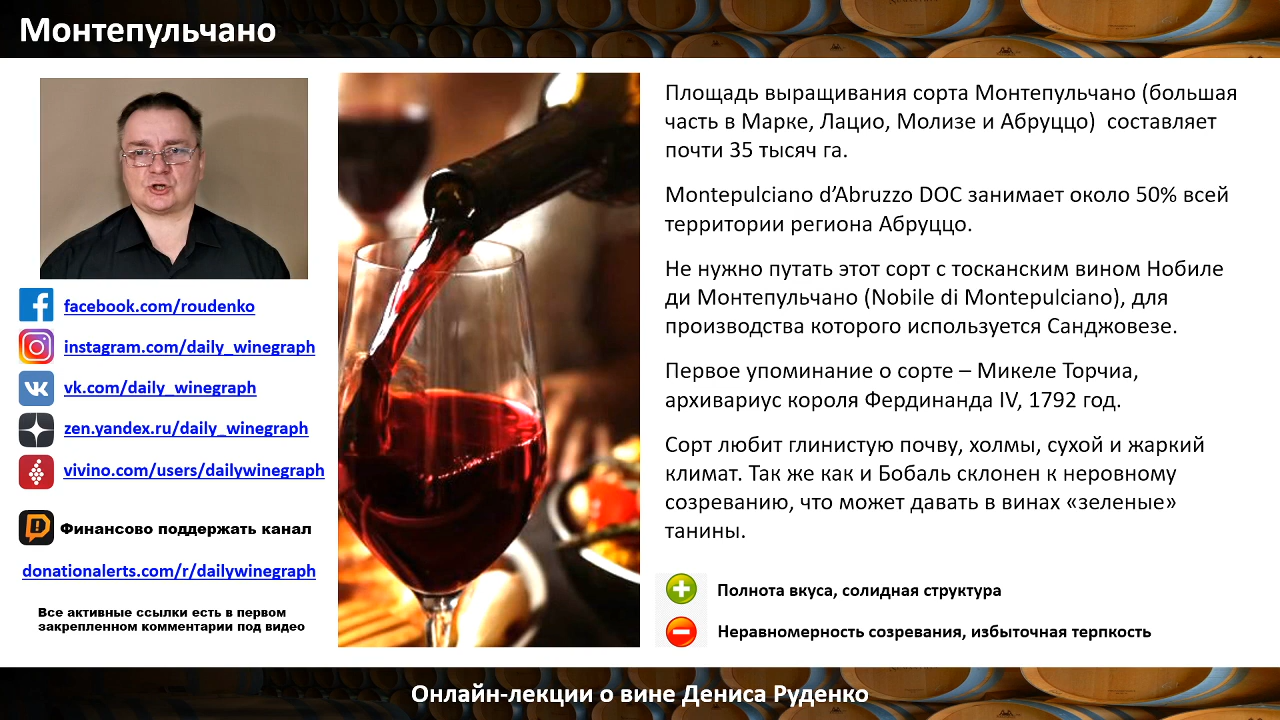 Монтепульчано
facebook.com/roudenko
instagram.com/daily_winegraph
vk.com/daily_winegraph
zen.yandex.ru/daily_winegraph
vivino.com/users/dailywinegraph
Финансово поддержать канал
donationalerts.com/r/dailywinegraph
Все активные ссылки есть в первом
закрепленном комментарии под видео
Площадь выращивания сорта Монтепульчано (большая
часть в Марке, Лацио, Молизе и Абруццо) составляет
почти 35 тысяч га.
Montepulciano d’Abruzzo DOC занимает около 50% всей
территории региона Абруццо.
Не нужно путать этот сорт с тосканским вином Нобиле
ди Монтепульчано (Nobile di Montepulciano), для
производства которого используется Санджовезе.
Первое упоминание о сорте – Микеле Торчиа,
архивариус короля Фердинанда IV, 1792 год.
Сорт любит глинистую почву, холмы, сухой и жаркий
климат. Так же как и Бобаль склонен к неровному
созреванию, что может давать в винах «зеленые»
танины.
Полнота вкуса, солидная структура
Неравномерность созревания, избыточная терпкость
Онлайн-лекции о вине Дениса Руденко